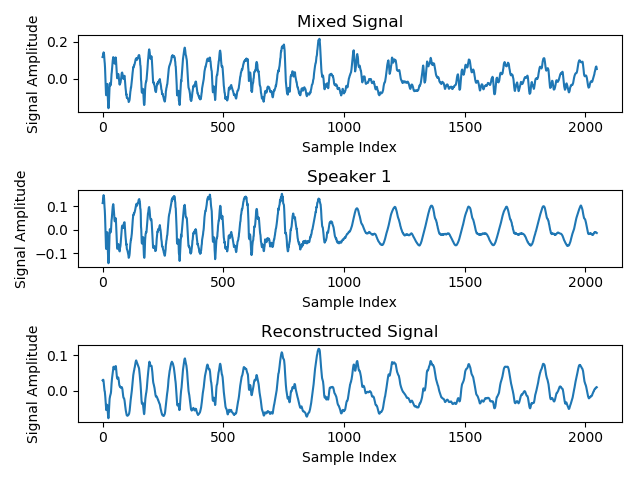 Mixed Signal
Signal Amplitude
0.2
0.0
0
500
1000
1500
2000
Sample Index
Speaker 1
Signal Amplitude
0.1
0.0
−0.1
0
500
1000
1500
2000
Sample Index
Reconstructed Signal
Signal Amplitude
0.1
0.0
0
500
1000
1500
2000
Sample Index